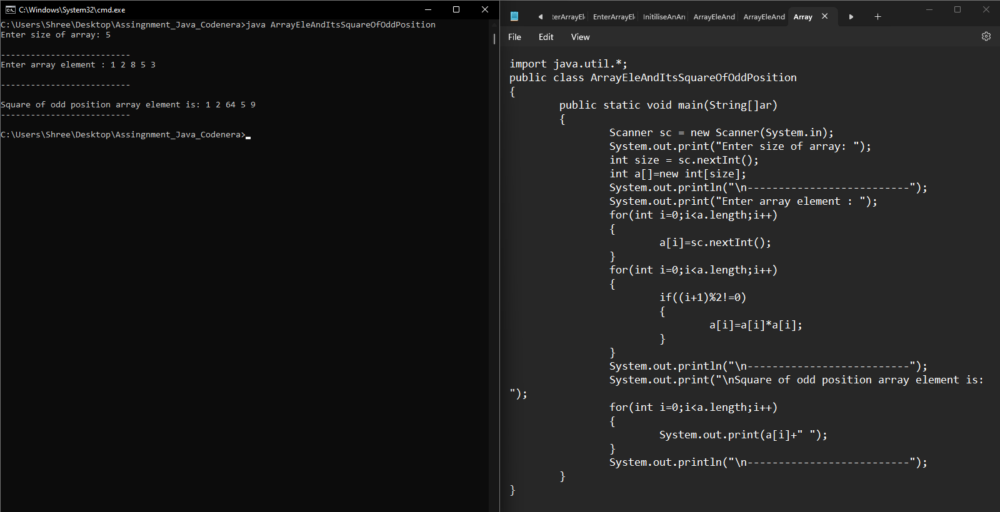 C:\Windows\System32\cmd.exe
C:\Users\Shree\Desktop\Assingnment_Java_Codenera>java ArrayEleAndItsSquareOfOddPosition
Enter size of array: 5
--------------------------
Enter array element : 1 2 8 5 3
--------------------------
Square of odd position array element is: 1 2 64 5 9
--------------------------
C:\Users\Shree\Desktop\Assingnment_Java_Codenera>
terArrayEl EnterArrayEl InitiliseAnArr ArrayEleAnd ArrayEleAnd Array
File Edit View
import java.util.*;
public class ArrayEleAndItsSquareOfOddPosition
{
public static void main(String[]ar)
{
Scanner sc = new Scanner(System.in);
System.out.print("Enter size of array: ");
int size = sc.nextInt();
int a[]=new int[size];
System.out.println("\n--------------------------");
System.out.print("Enter array element : ");
for(int i=0;i<a.length;i++)
{
a[i]=sc.nextInt();
}
for(int i=0;i<a.length;i++)
{
if((i+1)%2!=0)
{
a[i]=a[i]*a[i];
}
}
System.out.println("\n--------------------------");
System.out.print("\nSquare of odd position array element is:
");
for(int i=0;i<a.length;i++)
{
System.out.print(a[i]+" ");
}
System.out.println("\n--------------------------");
}
}